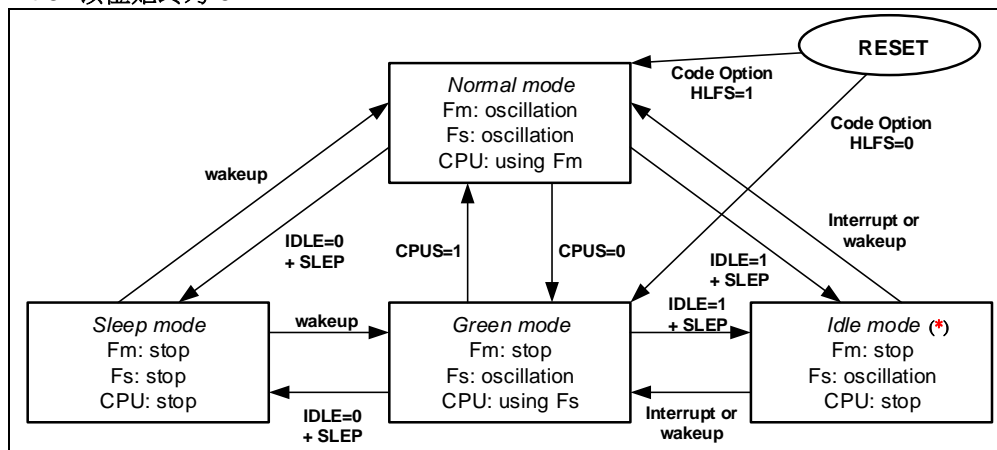 RESET
Code Option
HLFS=1
Code Option
HLFS=0
Normal mode
Fm: oscillation
Fs: oscillation
CPU: using Fm
wakeup
IDLE=0
+ SLEP
CPUS=1
CPUS=0
IDLE=1
+ SLEP
Interrupt or
wakeup
Sleep mode
Fm: stop
Fs: stop
CPU: stop
wakeup
IDLE=0
+ SLEP
Green mode
Fm: stop
Fs: oscillation
CPU: using Fs
IDLE=1
+ SLEP
Interrupt or
wakeup
Idle mode (*)
Fm: stop
Fs: oscillation
CPU: stop